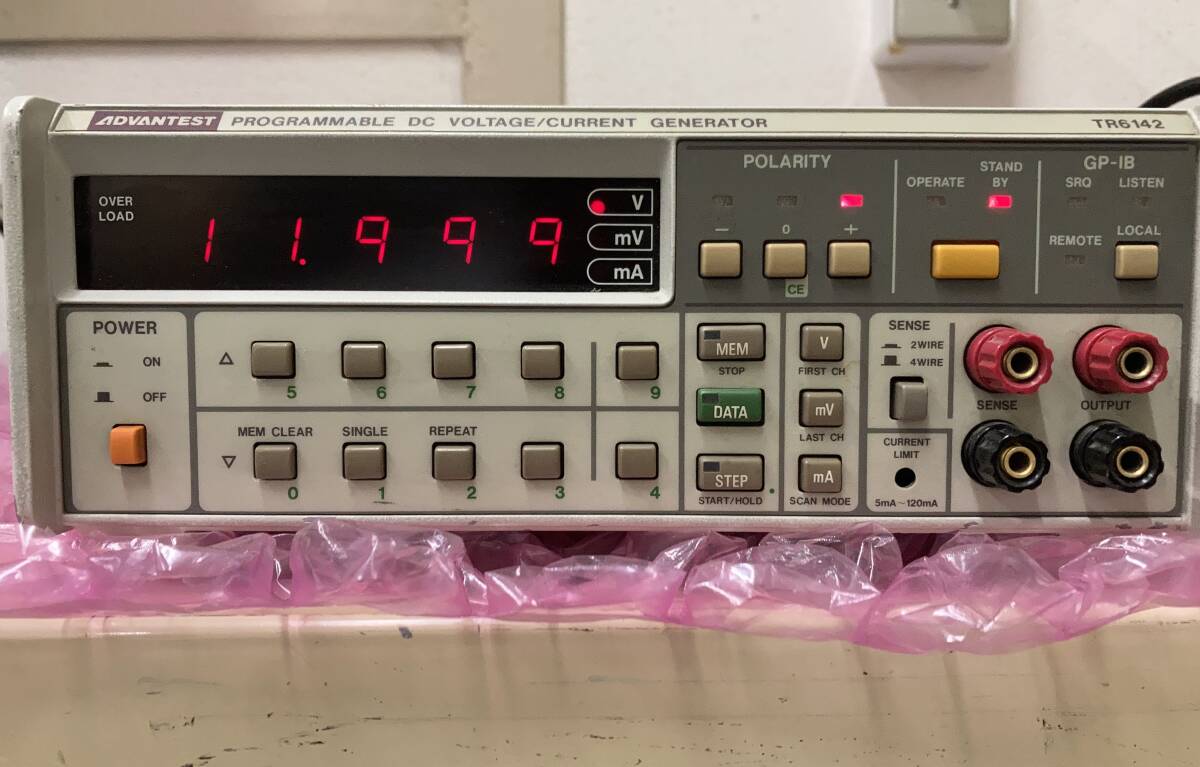 ADVANTEST PROGRAMMABLE DC VOLTAGE/CURRENT GENERATOR TR6142
OVER
LOAD
11.999
V
mV
mA
POLARITY
− 0 +
CE
OPERATE
STAND
BY
GP-IB
SRQ LISTEN
REMOTE
LOCAL
POWER
ON
OFF
△
5 6 7 8 9
MEM CLEAR SINGLE REPEAT
▽
0 1 2 3 4
MEM
STOP
DATA
STEP
START/HOLD
V
FIRST CH
mV
LAST CH
mA
SCAN MODE
SENSE
2WIRE
4WIRE
CURRENT
LIMIT
5mA~120mA
SENSE
OUTPUT